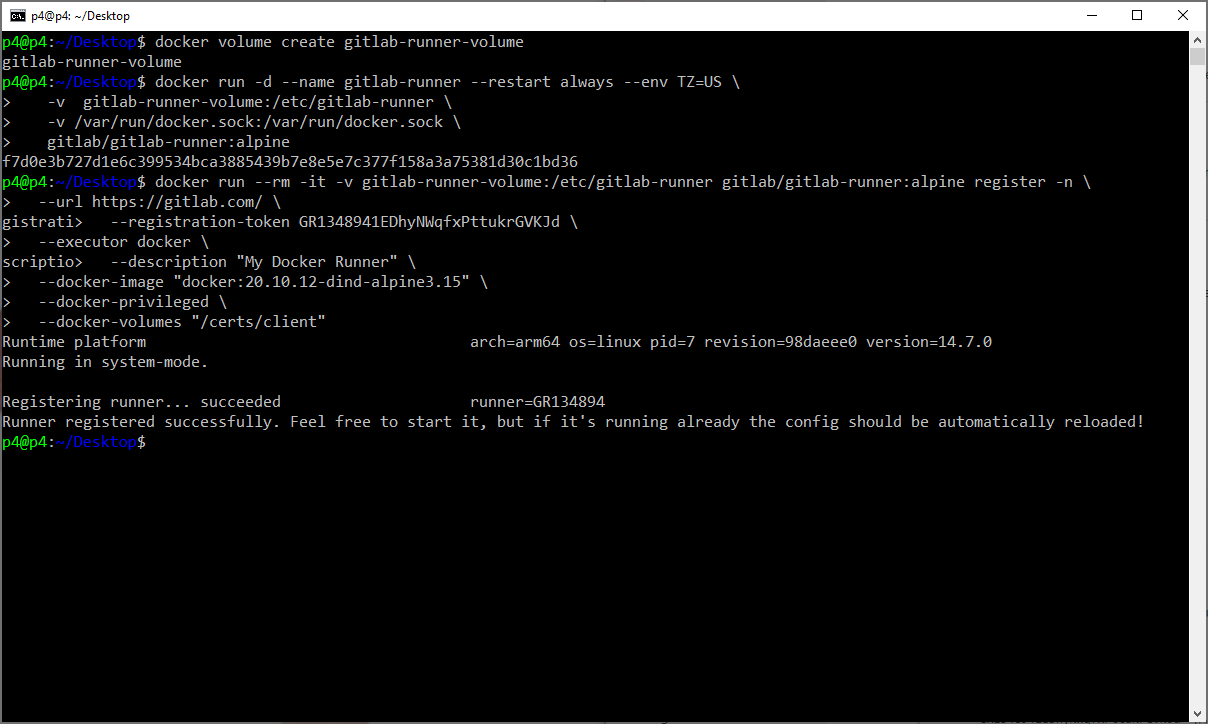 p4@p4: ~/Desktop
p4@p4:~/Desktop$ docker volume create gitlab-runner-volume
gitlab-runner-volume
p4@p4:~/Desktop$ docker run -d --name gitlab-runner --restart always --env TZ=US \
>    -v  gitlab-runner-volume:/etc/gitlab-runner \
>    -v /var/run/docker.sock:/var/run/docker.sock \
>    gitlab/gitlab-runner:alpine
f7d0e3b727d1e6c399534bca3885439b7e8e5e7c377f158a3a75381d30c1bd36
p4@p4:~/Desktop$ docker run --rm -it -v gitlab-runner-volume:/etc/gitlab-runner gitlab/gitlab-runner:alpine register -n \
>   --url https://gitlab.com/ \
gistrati>   --registration-token GR1348941EDhyNWqfxPttukrGVKJd \
>   --executor docker \
scriptio>   --description "My Docker Runner" \
>   --docker-image "docker:20.10.12-dind-alpine3.15" \
>   --docker-privileged \
>   --docker-volumes "/certs/client"
Runtime platform                                    arch=arm64 os=linux pid=7 revision=98daeee0 version=14.7.0
Running in system-mode.
Registering runner... succeeded                     runner=GR134894
Runner registered successfully. Feel free to start it, but if it's running already the config should be automatically reloaded!
p4@p4:~/Desktop$